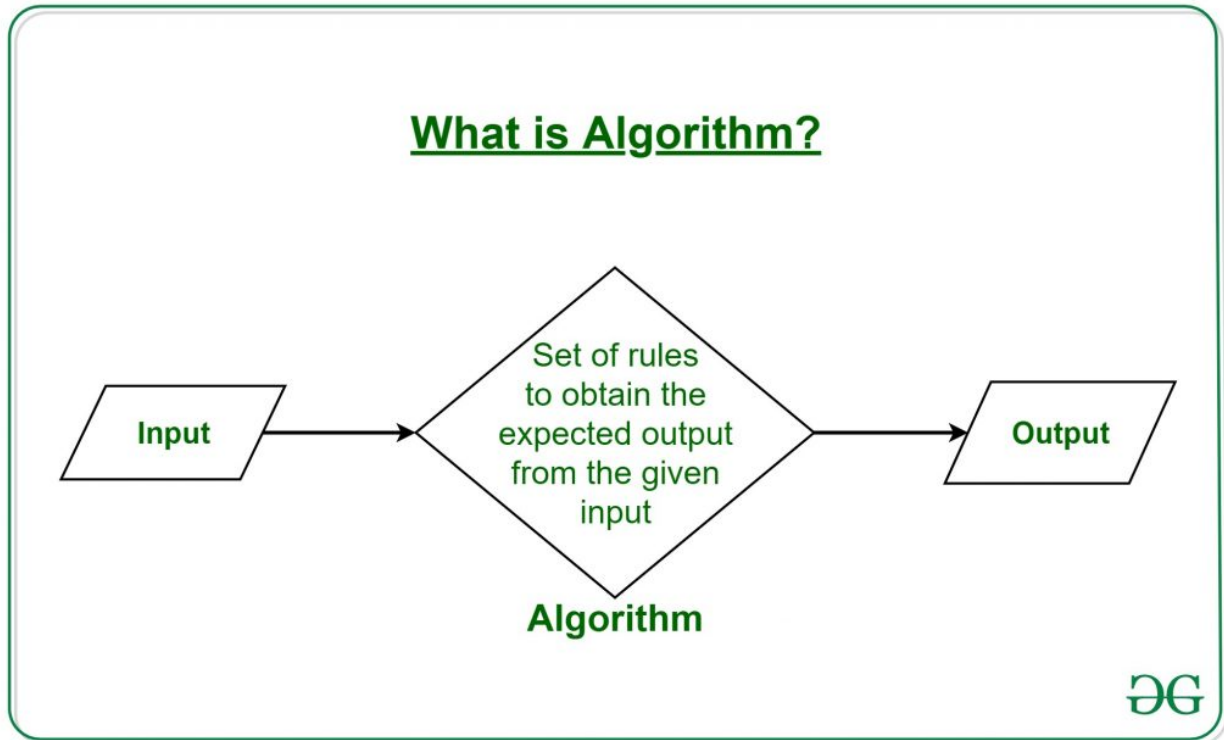 What is Algorithm?
Input
Set of rules
to obtain the
expected output
from the given
input
Output
Algorithm
GG